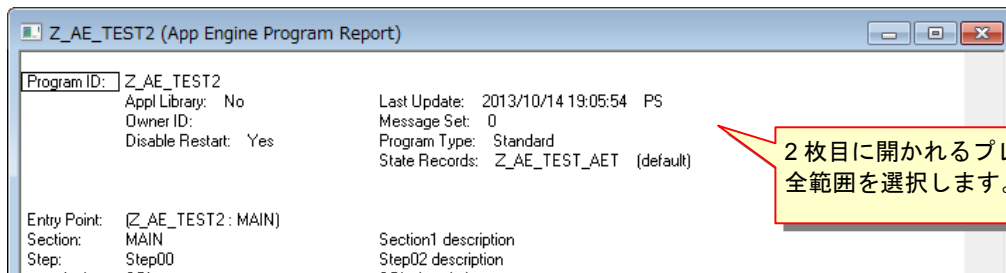 Z_AE_TEST2 (App Engine Program Report)
Program ID: Z_AE_TEST2
Appl Library: No Last Update: 2013/10/14 19:05:54 PS
Owner ID: Message Set: 0
Disable Restart: Yes Program Type: Standard
State Records: Z_AE_TEST_AET (default)
2 枚目に開かれるプレ
全範囲を選択します。
Entry Point: (Z_AE_TEST2 : MAIN)
Section: MAIN Section1 description
Step: Step00 Step02 description